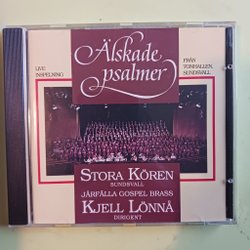 Älskade
psalmer
LIVE
INSPELNING
FRÅN
TONHALLEN
SUNDSVALL
STORA KÖREN
SUNDSVALL
JÄRFÄLLA GOSPEL BRASS
KJELL LÖNNÅ
DIRIGENT